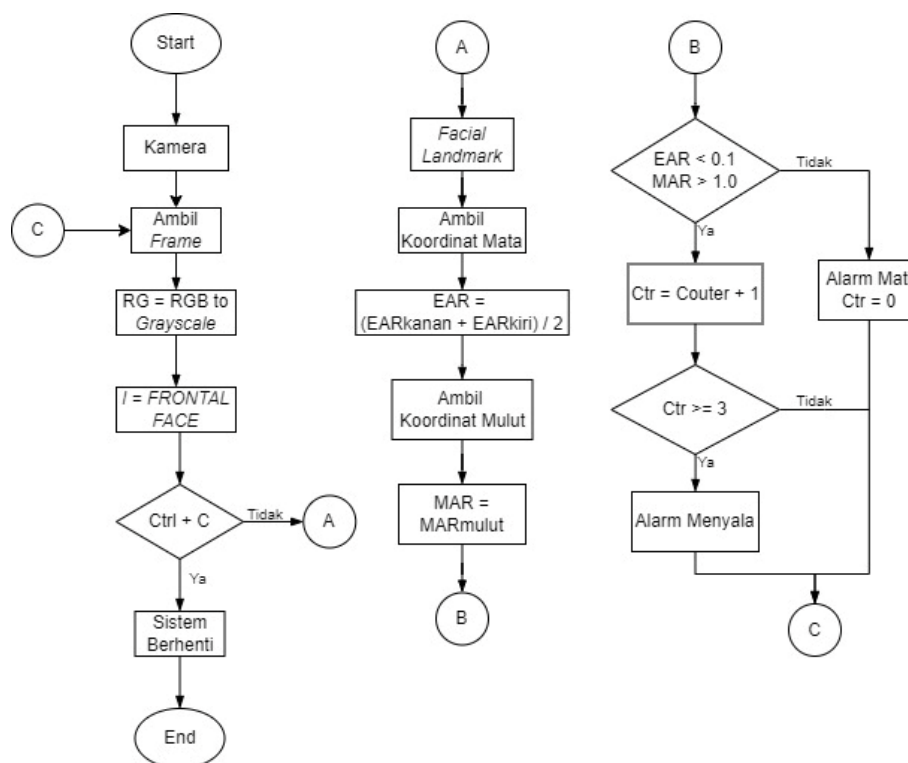 Start
Kamera
C
Ambil
Frame
RG = RGB to
Grayscale
I = FRONTAL
FACE
Ctrl + C
Tidak
A
Ya
Sistem
Berhenti
End
A
Facial
Landmark
Ambil
Koordinat Mata
EAR =
(EARkanan + EARkiri) / 2
Ambil
Koordinat Mulut
MAR =
MARmulut
B
B
EAR < 0.1
MAR > 1.0
Tidak
Ya
Ctr = Couter + 1
Alarm Mat
Ctr = 0
Ctr >= 3
Tidak
Ya
Alarm Menyala
C